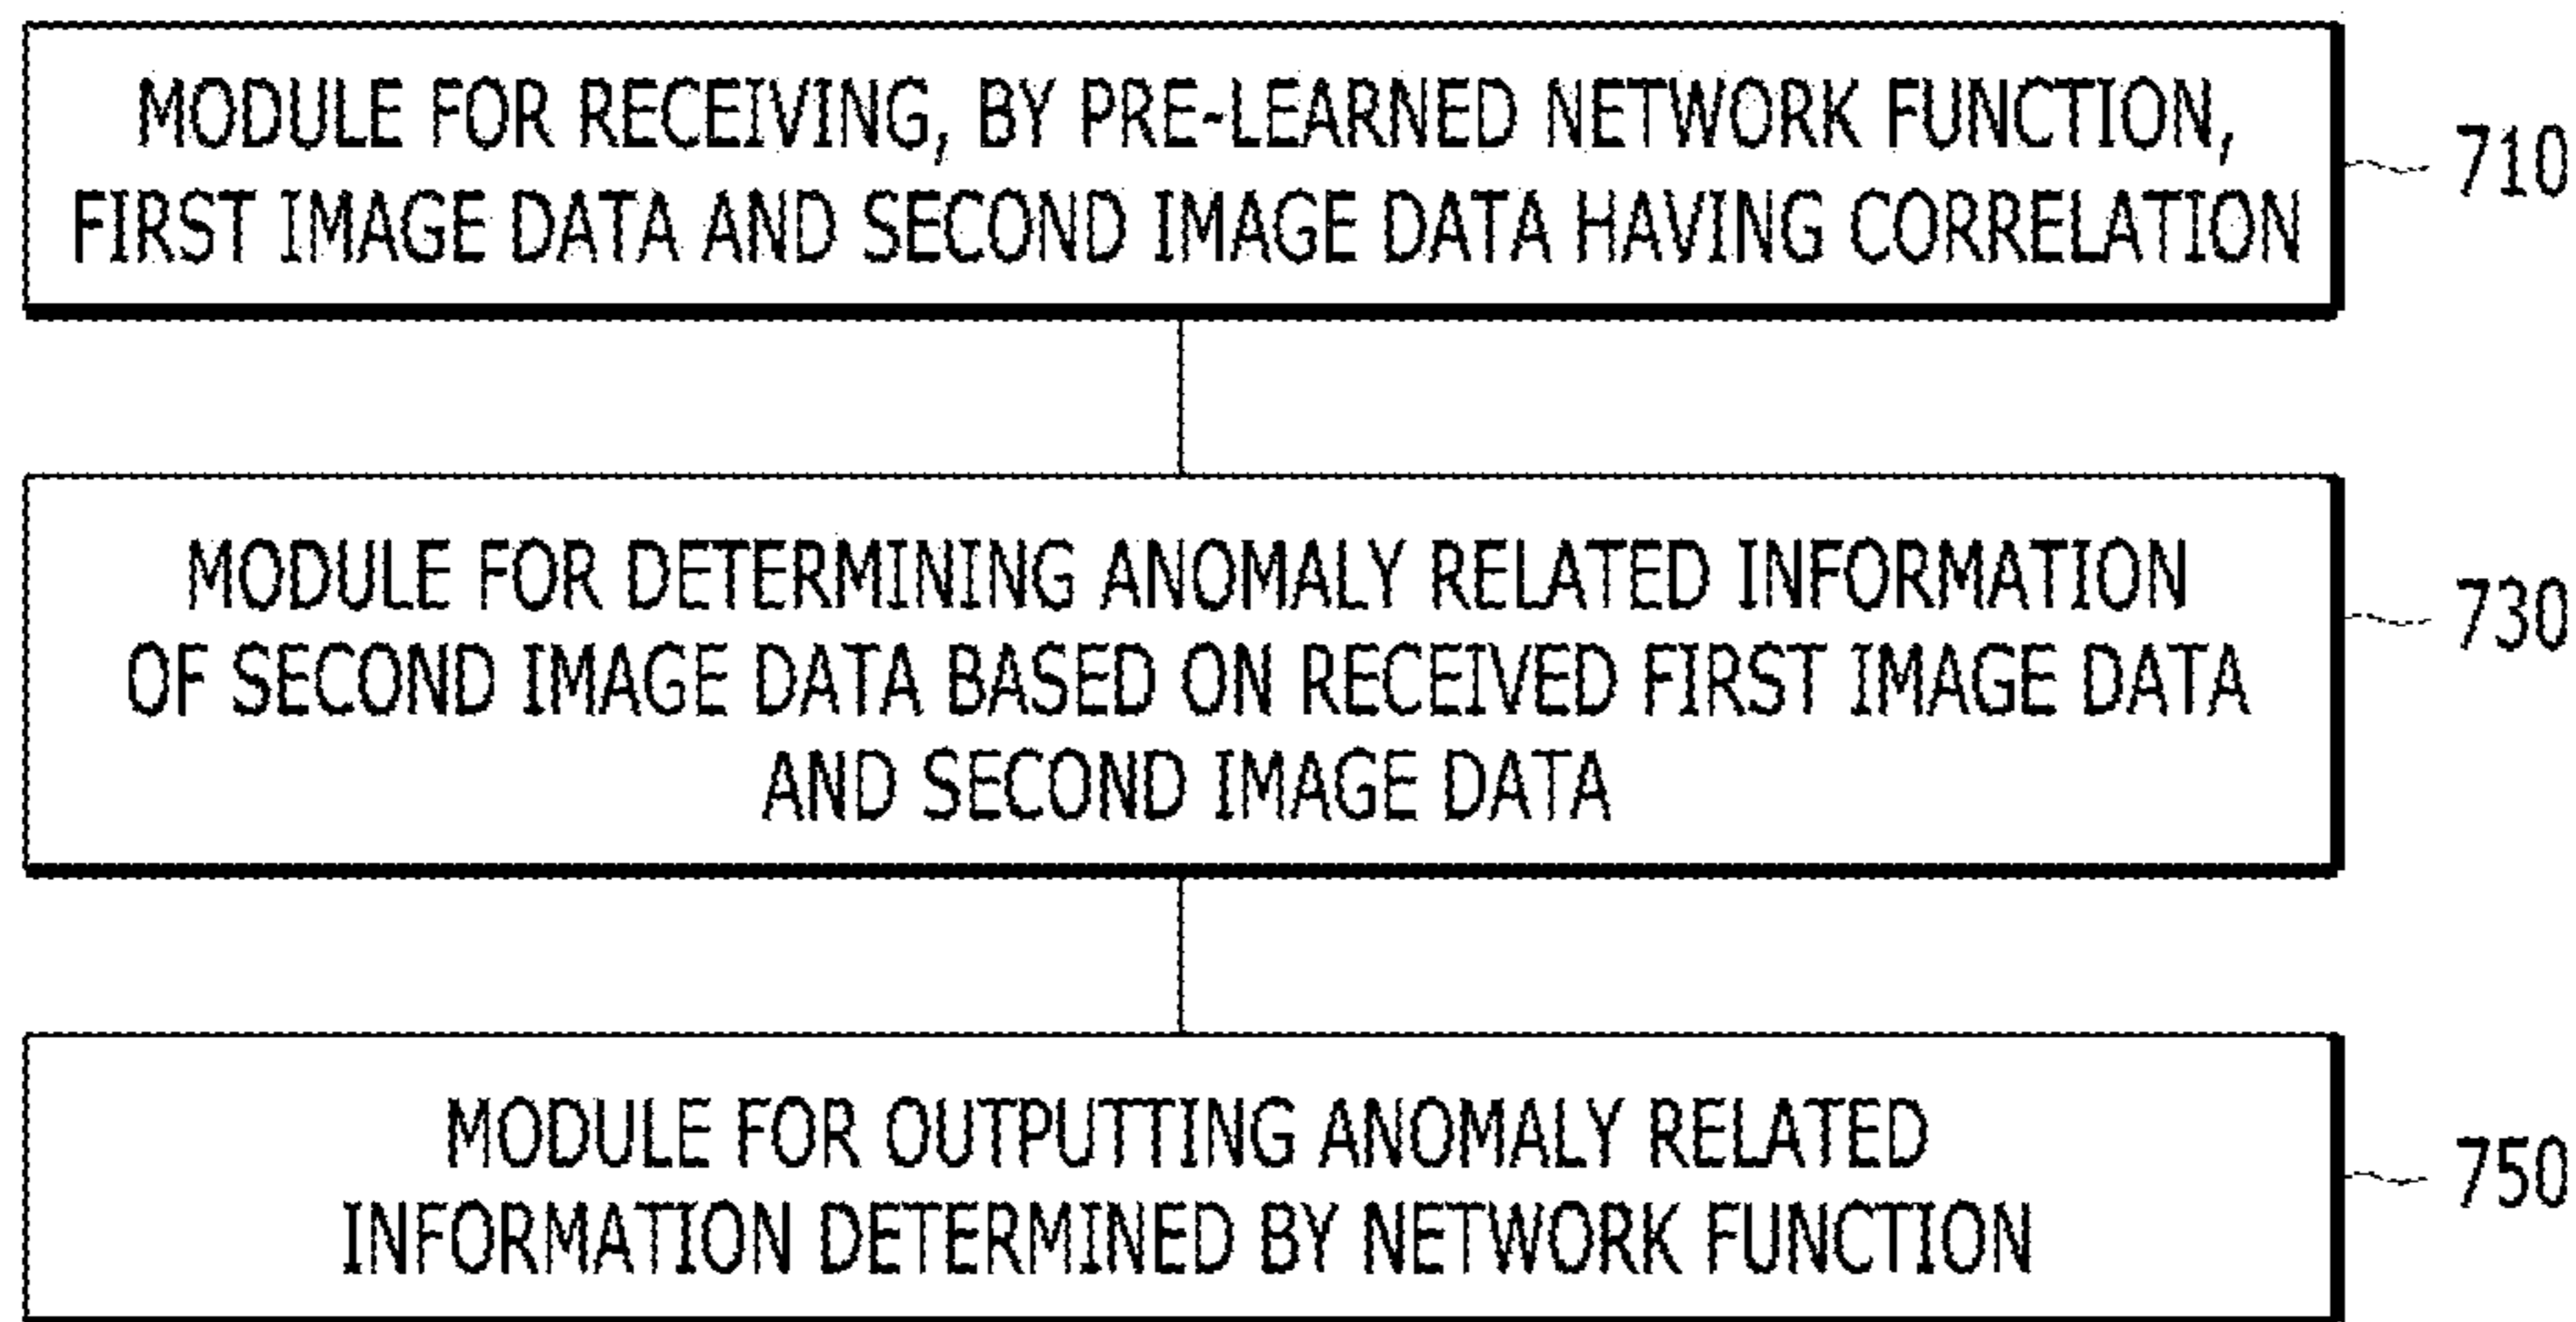 MODULE FOR RECEIVING, BY PRE-LEARNED NETWORK FUNCTION,
FIRST IMAGE DATA AND SECOND IMAGE DATA HAVING CORRELATION
710
MODULE FOR DETERMINING ANOMALY RELATED INFORMATION
OF SECOND IMAGE DATA BASED ON RECEIVED FIRST IMAGE DATA
AND SECOND IMAGE DATA
730
MODULE FOR OUTPUTTING ANOMALY RELATED
INFORMATION DETERMINED BY NETWORK FUNCTION
750